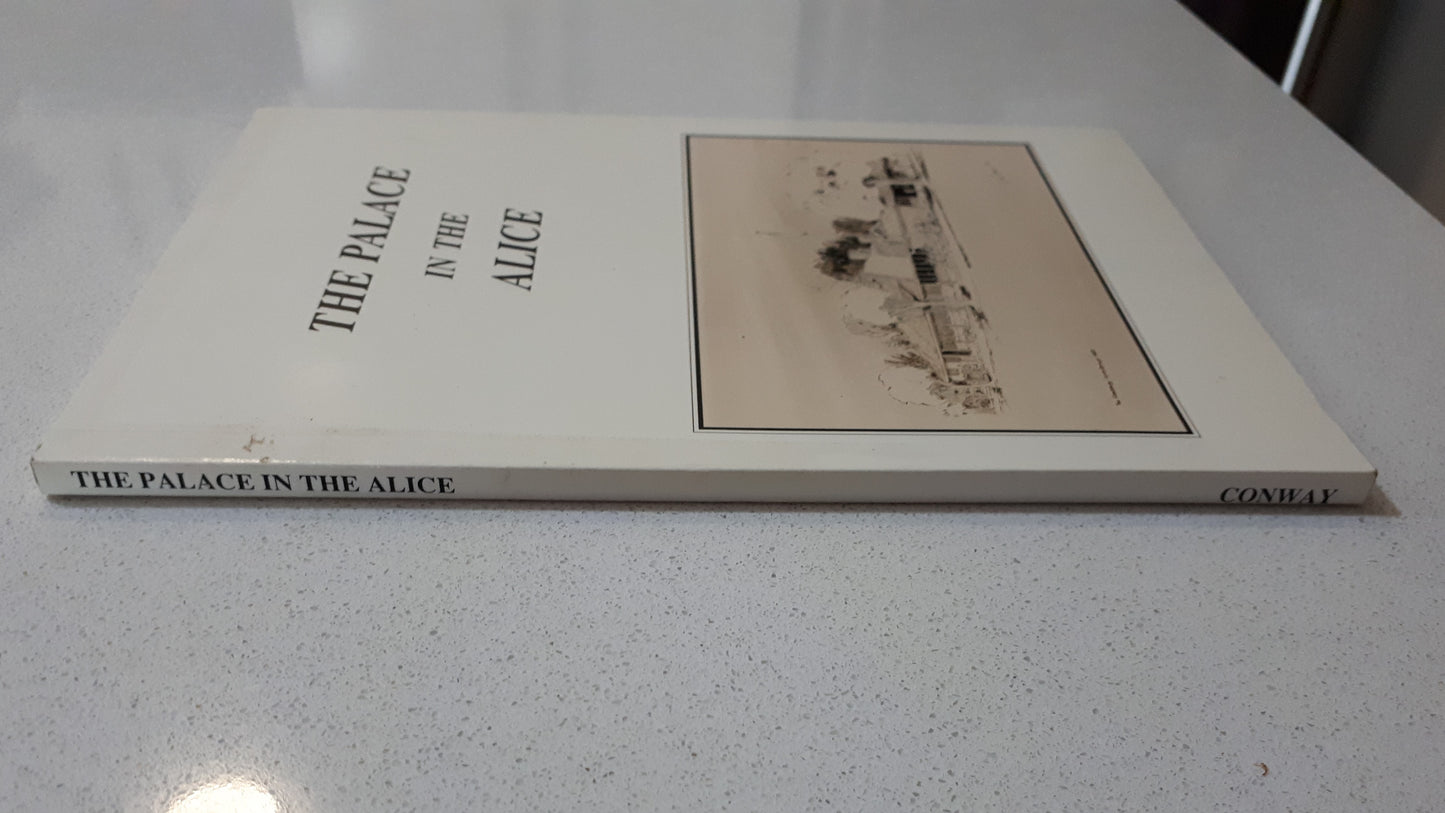 THE PALACE
IN THE
ALICE
THE PALACE IN THE ALICE
CONWAY